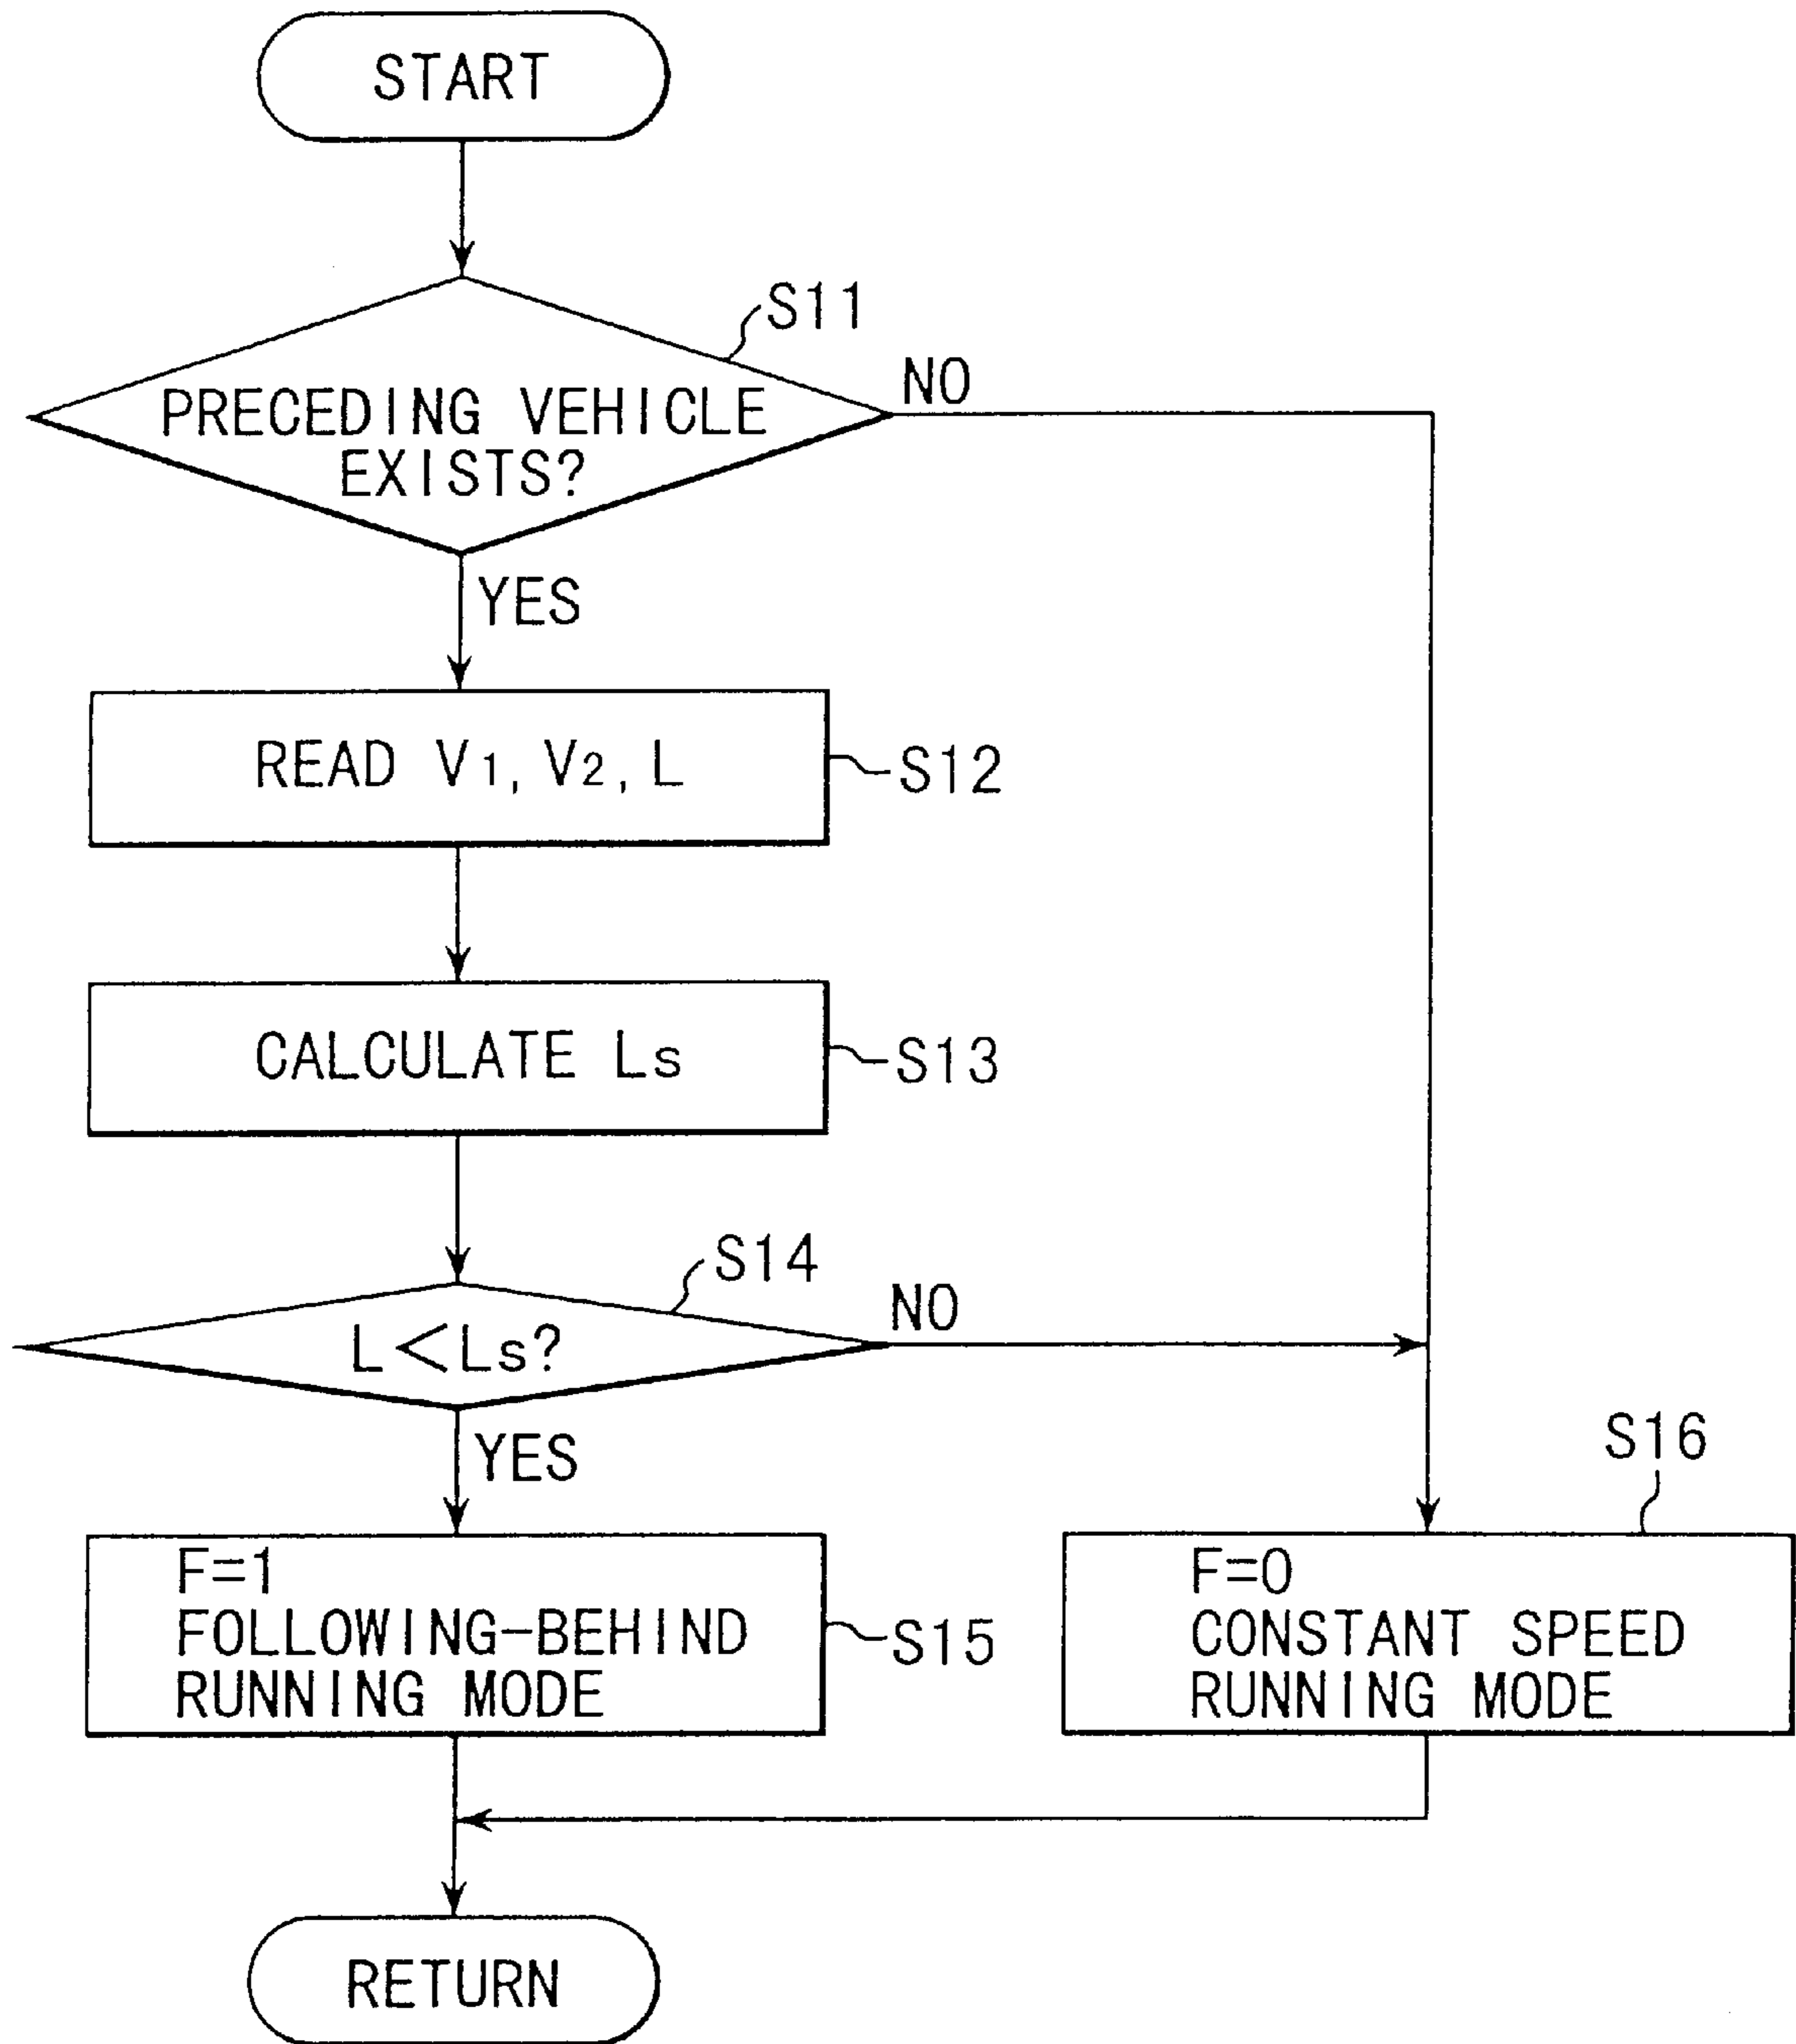 START
S11
NO
PRECEDING VEHICLE
EXISTS?
YES
READ V1, V2, L
S12
CALCULATE Ls
S13
S14
NO
L<Ls?
YES
S16
F=1
FOLLOWING-BEHIND
RUNNING MODE
S15
F=0
CONSTANT SPEED
RUNNING MODE
RETURN